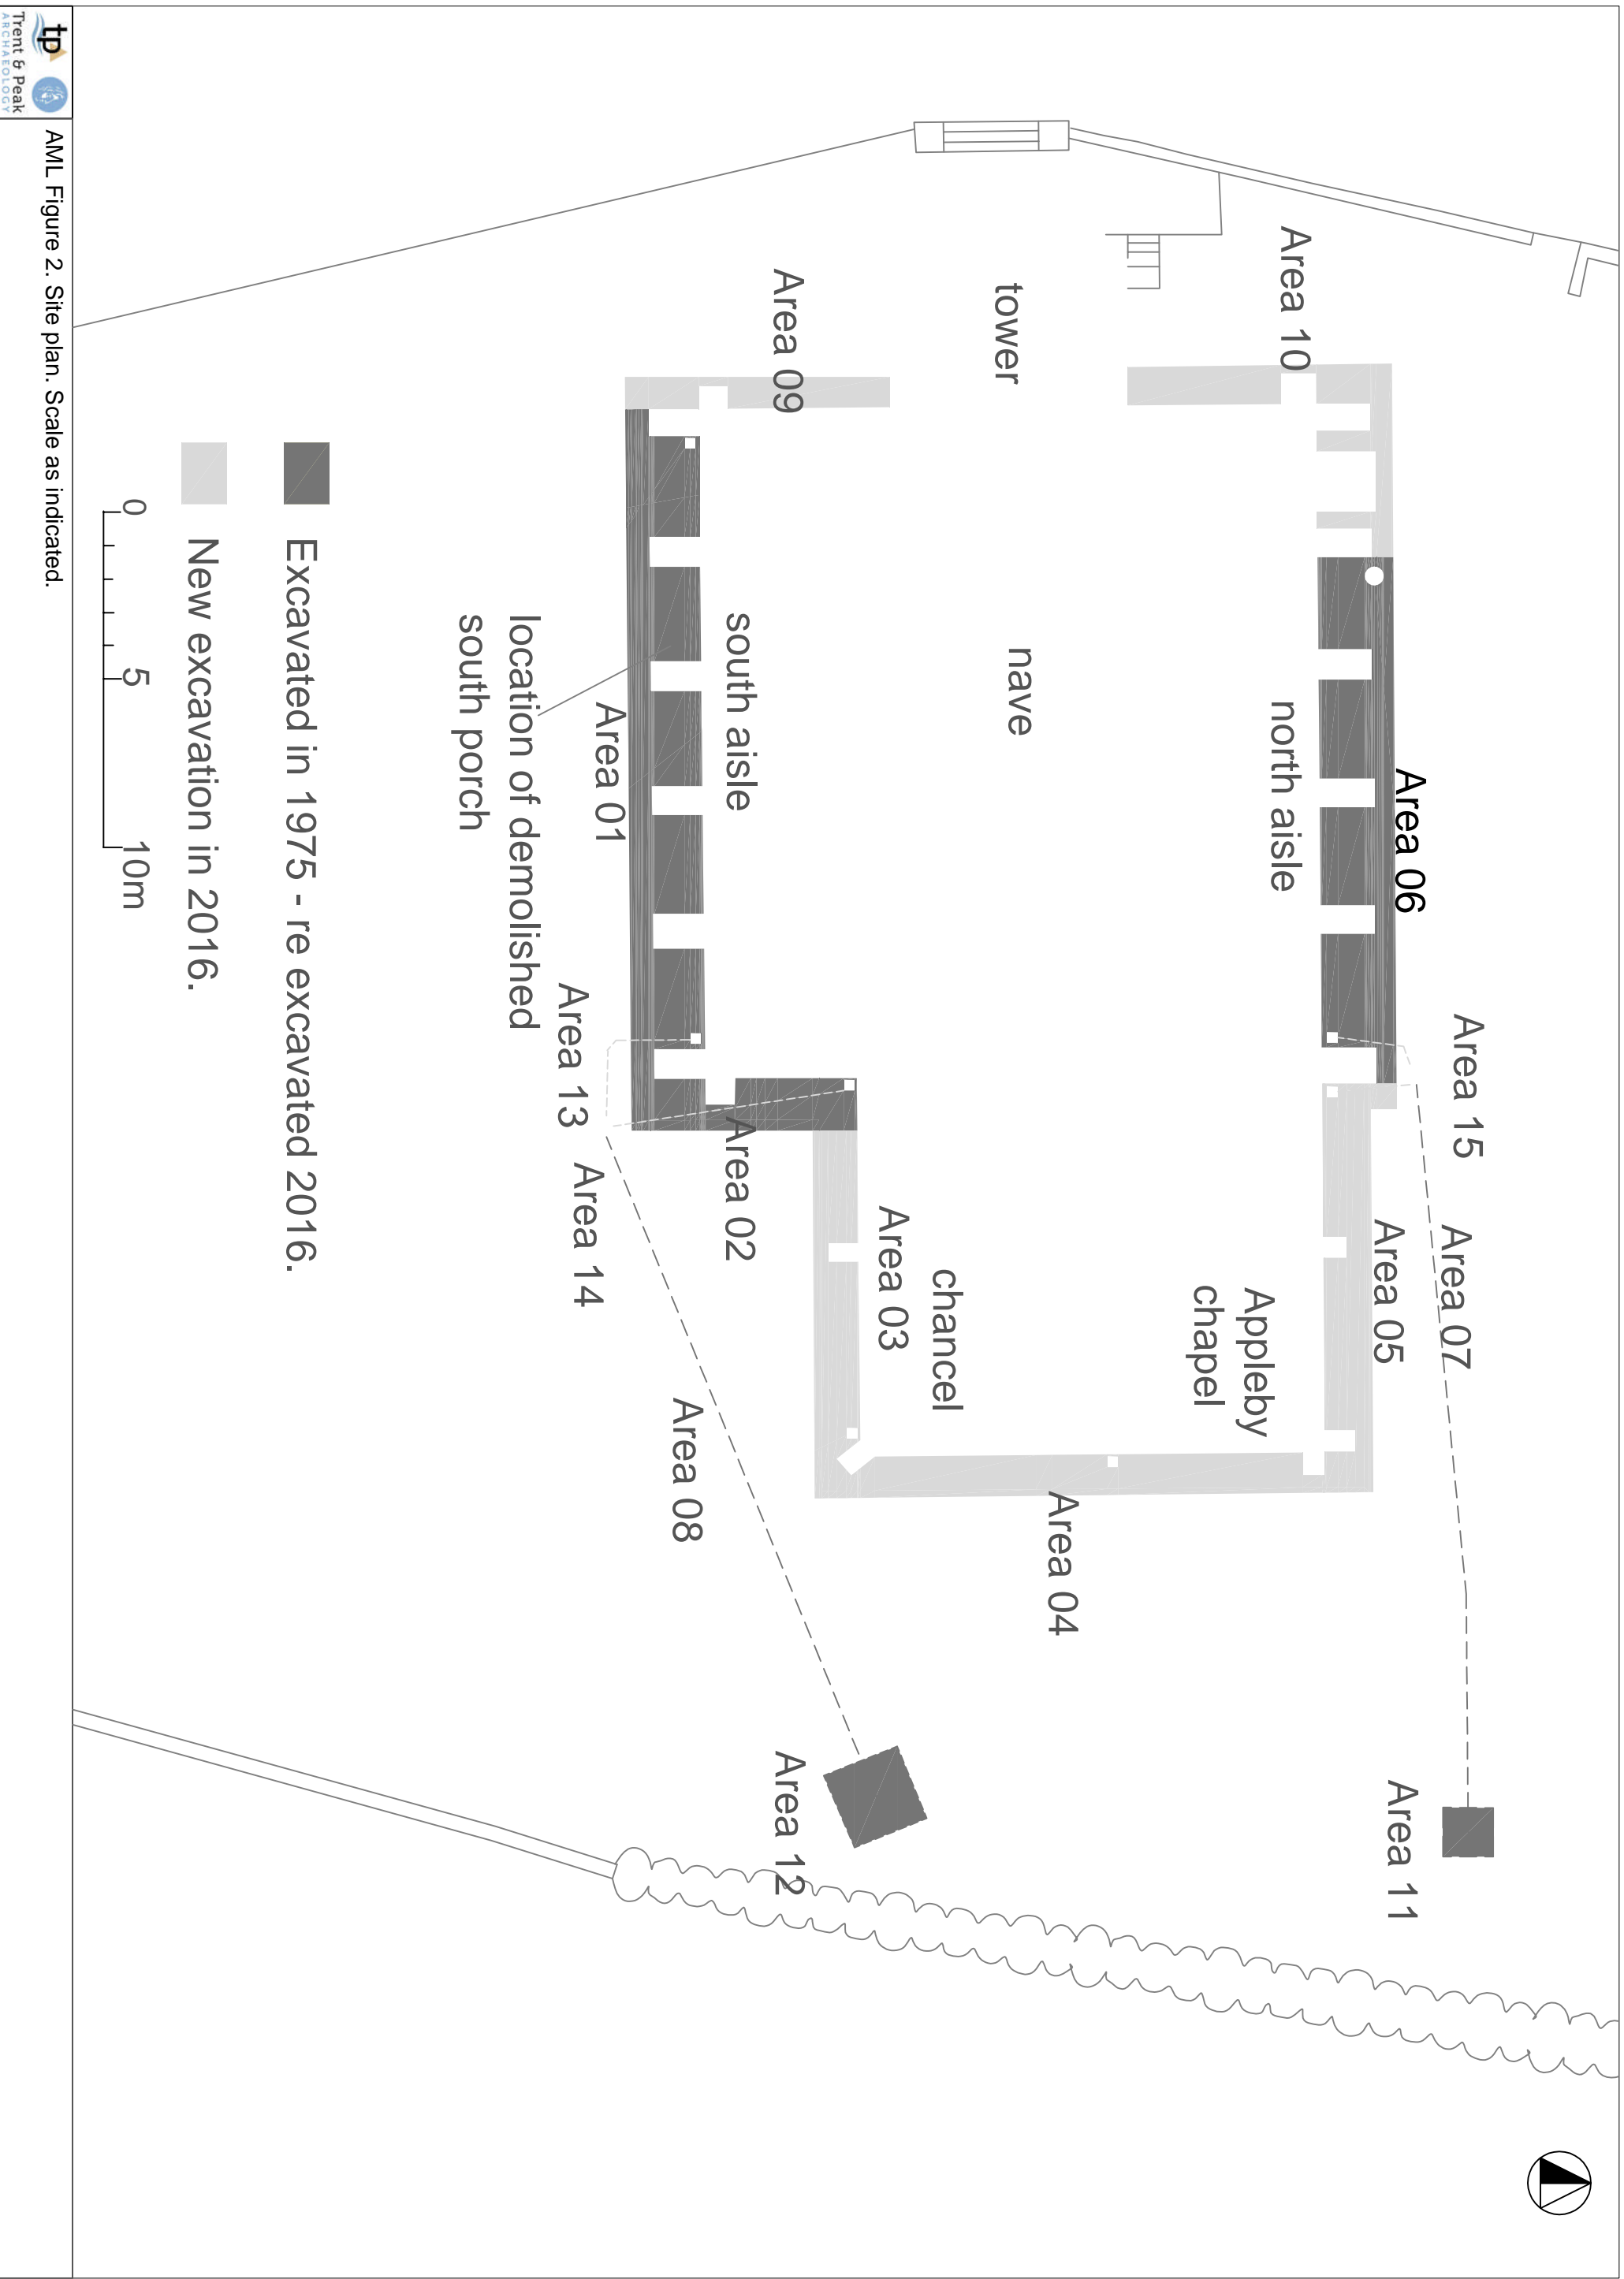 Area 15
Area 11
Area 06
Area 07
Area 05
Area 10
north aisle
Appleby
chapel
tower
nave
Area 04
chancel
Area 03
Area 09
south aisle
Area 02
Area 12
Area 08
Area 01
Area 13
Area 14
location of demolished
south porch
Excavated in 1975 - re excavated 2016.
New excavation in 2016.
0
5
10m
tp
Trent & Peak
ARCHAEOLOGY
AML Figure 2. Site plan. Scale as indicated.